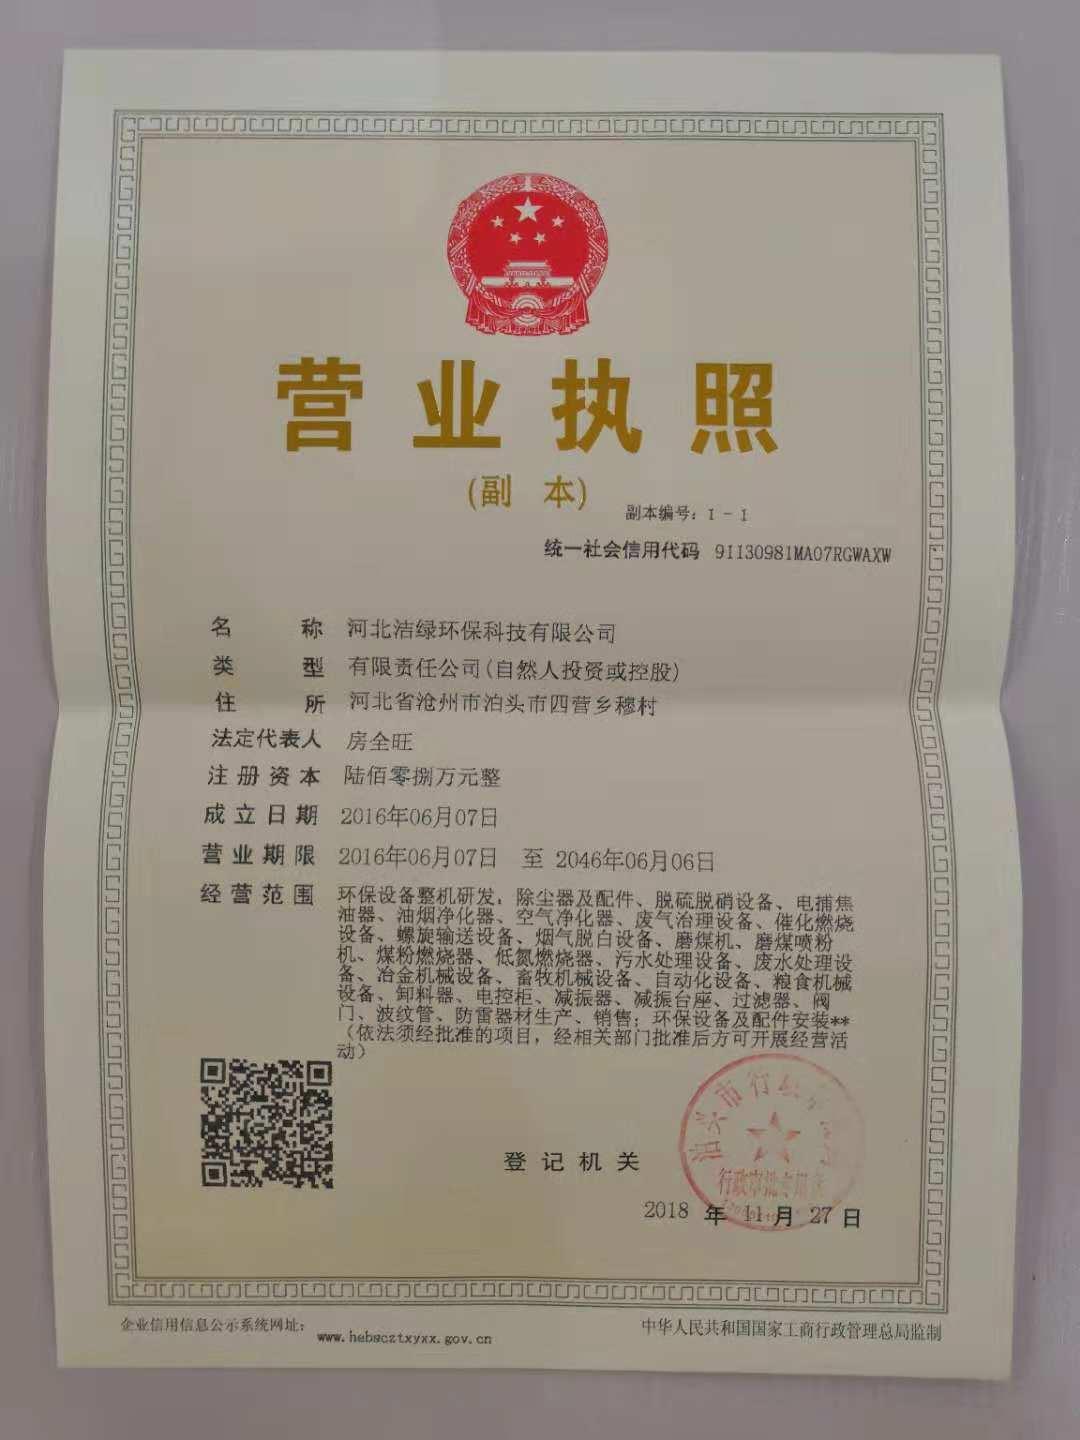 营业执照
(副 本)
副本编号：1 - 1
统一社会信用代码 91130981MA07RGWAXW
名 称 河北洁绿环保科技有限公司
类 型 有限责任公司(自然人投资或控股)
住 所 河北省沧州市泊头市四营乡穆村
法定代表人 房全旺
注册资本 陆佰零捌万元整
成立日期 2016年06月07日
营业期限 2016年06月07日 至 2046年06月06日
经营范围 环保设备整机研发，除尘器及配件、脱硫脱硝设备、电捕焦
油器、油烟净化器、空气净化器、废气治理设备、催化燃烧
设备、螺旋输送设备、烟气脱白设备、磨煤机、磨煤喷粉
机、煤粉燃烧器、低氮燃烧器、污水处理设备、废水处理设
备、冶金机械设备、畜牧机械设备、自动化设备、粮食机械
设备、卸料器、电控柜、减振器、减振台座、过滤器、阀
门、波纹管、防雷器材生产、销售；环保设备及配件安装**
（依法须经批准的项目，经相关部门批准后方可开展经营活
动）
登记机关
行政审批专用章
2018 年 11 月 27 日
企业信用信息公示系统网址：
www.hebscztxyxx.gov.cn
中华人民共和国国家工商行政管理总局监制